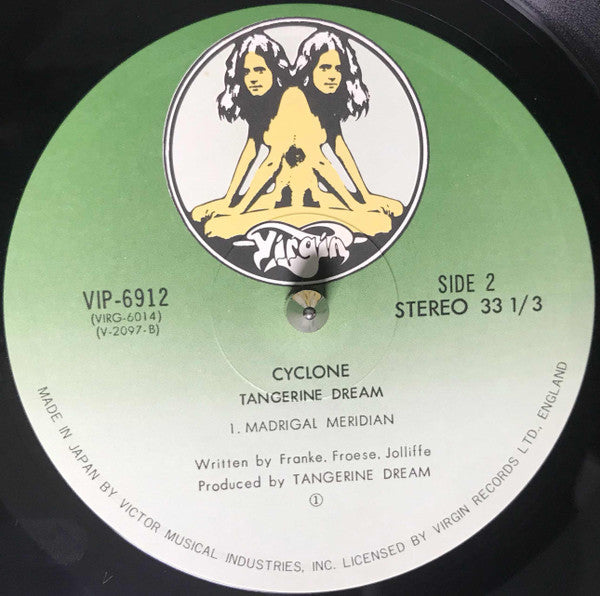 Virgin
VIP-6912
(VIRG-6014)
(V-2097-B)
SIDE 2
STEREO 33 1/3
CYCLONE
TANGERINE DREAM
1. MADRIGAL MERIDIAN
Written by Franke, Froese, Jolliffe
Produced by TANGERINE DREAM
①
MADE IN JAPAN BY VICTOR MUSICAL INDUSTRIES, INC. LICENSED BY VIRGIN RECORDS LTD., ENGLAND